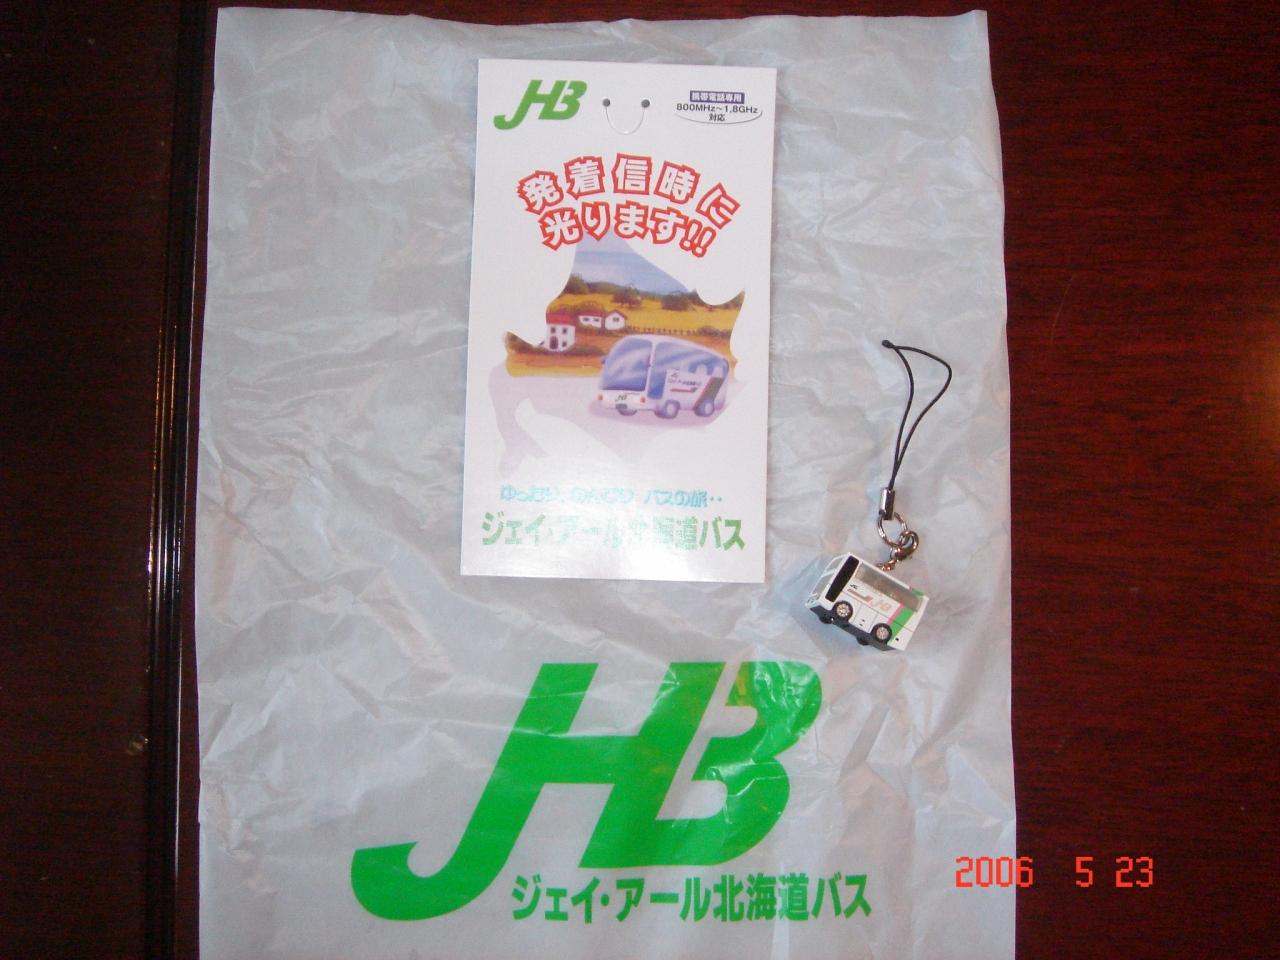 JHB
携帯電話専用
800MHz~1,8GHz
対応
発着信時に
光ります!!
JHB
ゆったり、のんびり、バスの旅・・
ジェイ・アール北海道バス
JHB
JHB
ジェイ・アール北海道バス
2006 5 23